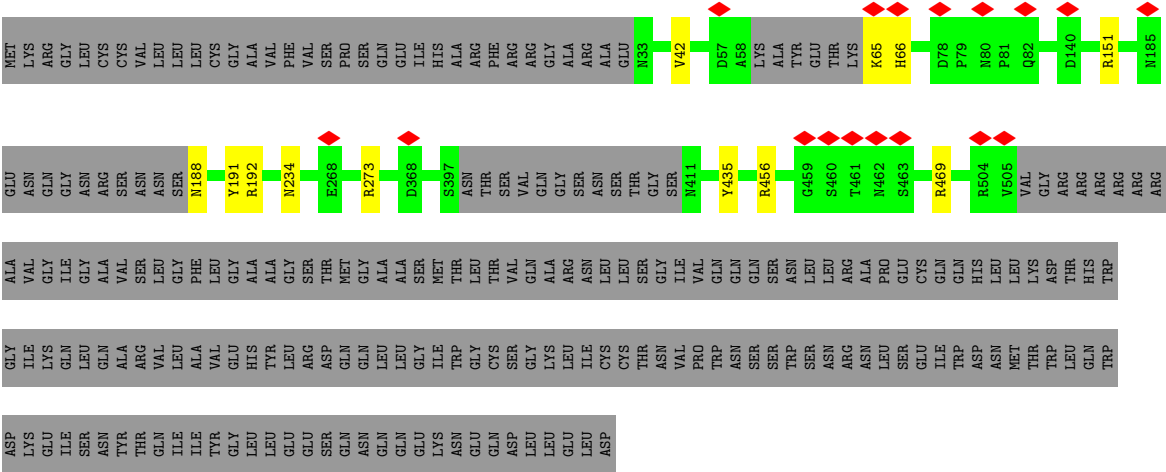 MET LYS ARG GLY LEU CYS CYS VAL LEU LEU LEU CYS GLY ALA VAL PHE VAL SER PRO SER GLN GLU ILE HIS ALA ARG PHE ARG ARG GLY ALA ARG ALA GLU N33 V42 D57 A58 LYS ALA TYR GLU THR LYS K65 H66 D78 P79 N80 P81 Q82 D140 R151 N185
GLU ASN GLN GLY ASN ARG SER ASN ASN SER N188 Y191 R192 N234 E268 R273 D368 S397 ASN THR SER VAL GLN GLY SER ASN SER THR GLY SER N411 Y435 R456 G459 S460 T461 N462 S463 R469 R504 V505 VAL GLY ARG ARG ARG ARG ARG ARG
ALA VAL GLY ILE GLY ALA VAL SER LEU GLY PHE LEU GLY ALA ALA GLY SER THR MET GLY ALA ALA SER MET THR LEU THR VAL GLN ALA ARG ASN LEU LEU SER GLY ILE VAL GLN GLN GLN SER ASN LEU LEU ARG ALA PRO GLU CYS GLN GLN HIS LEU LEU LYS ASP THR HIS TRP
GLY ILE LYS GLN LEU GLN ALA ARG VAL LEU ALA VAL GLU HIS TYR LEU ARG ASP GLN GLN LEU LEU GLY ILE TRP GLY CYS SER GLY LYS LEU ILE CYS CYS THR ASN VAL PRO TRP ASN SER SER TRP SER ASN ARG ASN LEU SER GLU ILE TRP ASP ASN MET THR TRP LEU GLN TRP
ASP LYS GLU ILE SER ASN TYR THR GLN ILE ILE TYR GLY LEU LEU GLU GLU SER GLN ASN GLN GLN GLU LYS ASN GLU GLN ASP LEU LEU GLU LEU ASP